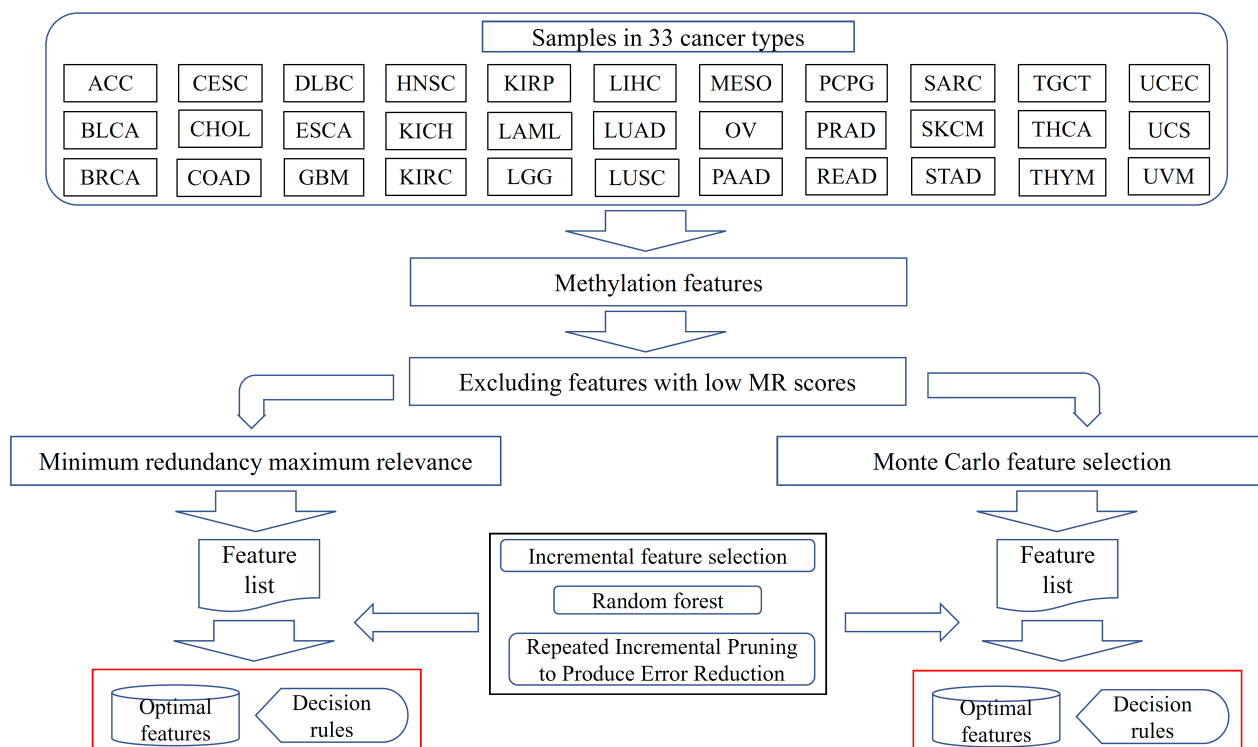 Samples in 33 cancer types
ACC CESC DLBC HNSC KIRP LIHC MESO PCPG SARC TGCT UCEC
BLCA CHOL ESCA KICH LAML LUAD OV PRAD SKCM THCA UCS
BRCA COAD GBM KIRC LGG LUSC PAAD READ STAD THYM UVM
Methylation features
Excluding features with low MR scores
Minimum redundancy maximum relevance
Monte Carlo feature selection
Feature
list
Incremental feature selection
Random forest
Repeated Incremental Pruning
to Produce Error Reduction
Feature
list
Optimal
features
Decision
rules
Optimal
features
Decision
rules